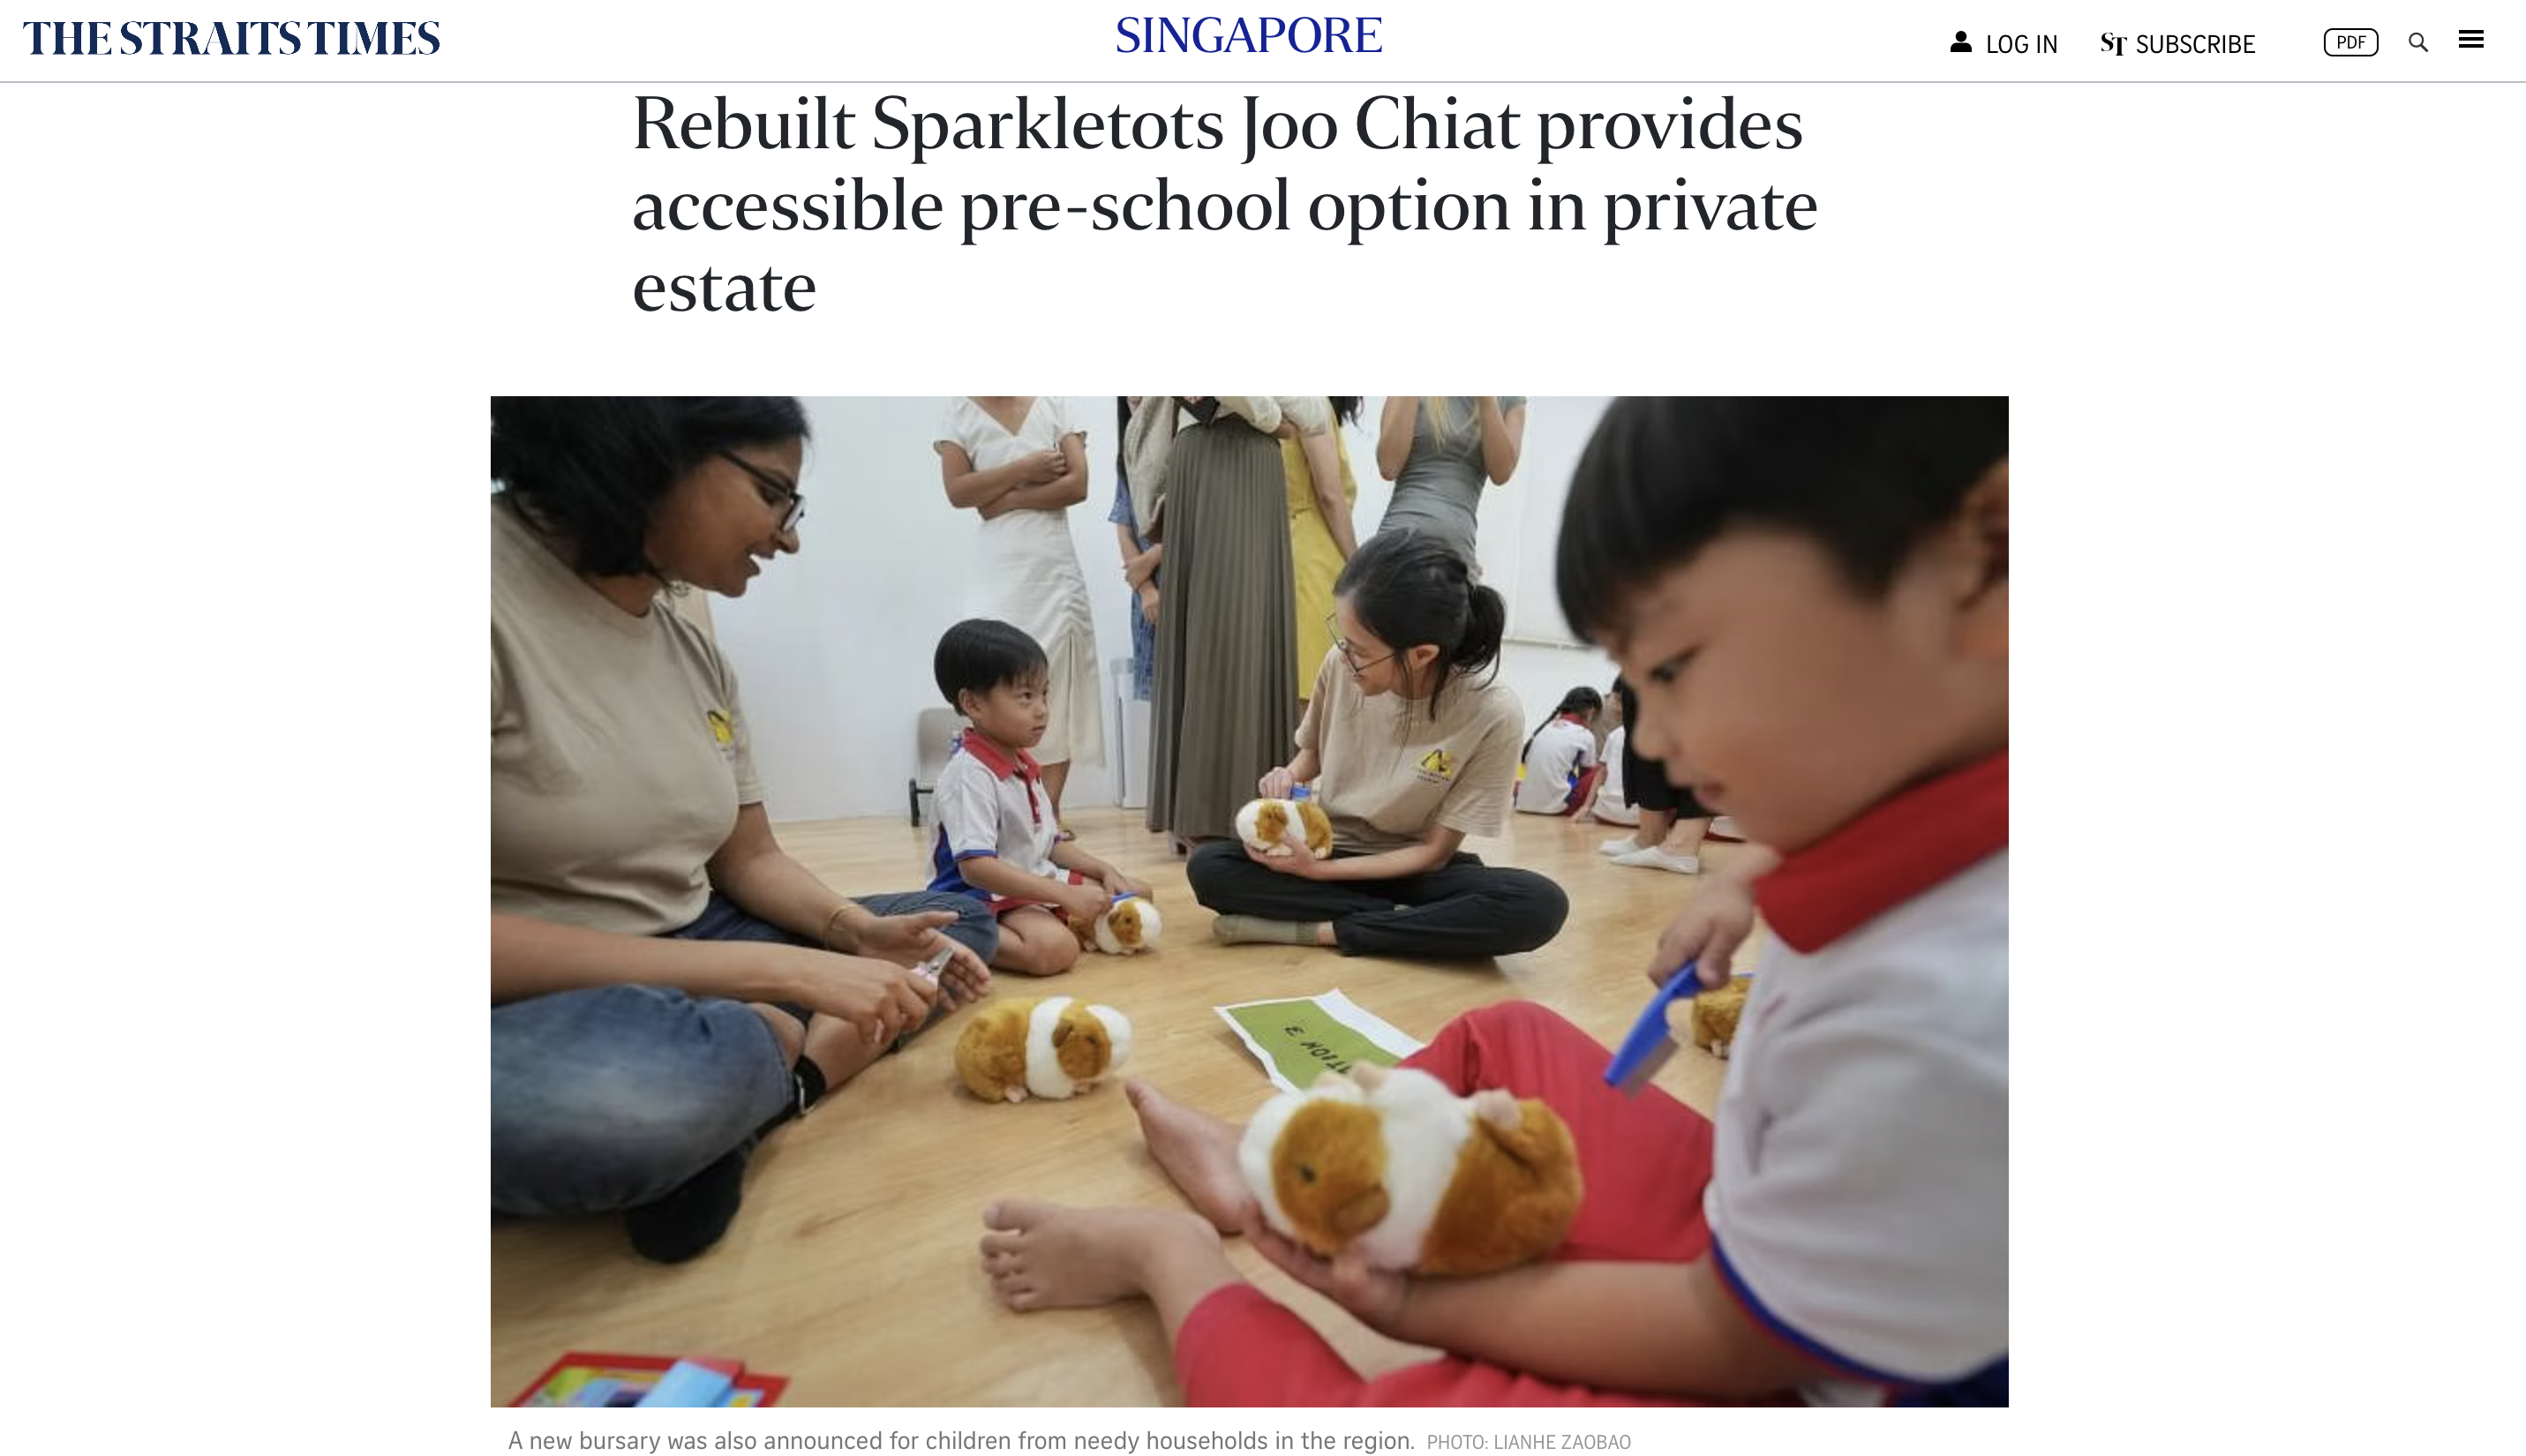 THE STRAITS TIMES
SINGAPORE
LOG IN
ST SUBSCRIBE
PDF
Rebuilt Sparkletots Joo Chiat provides
accessible pre-school option in private
estate
TION 3
A new bursary was also announced for children from needy households in the region. PHOTO: LIANHE ZAOBAO